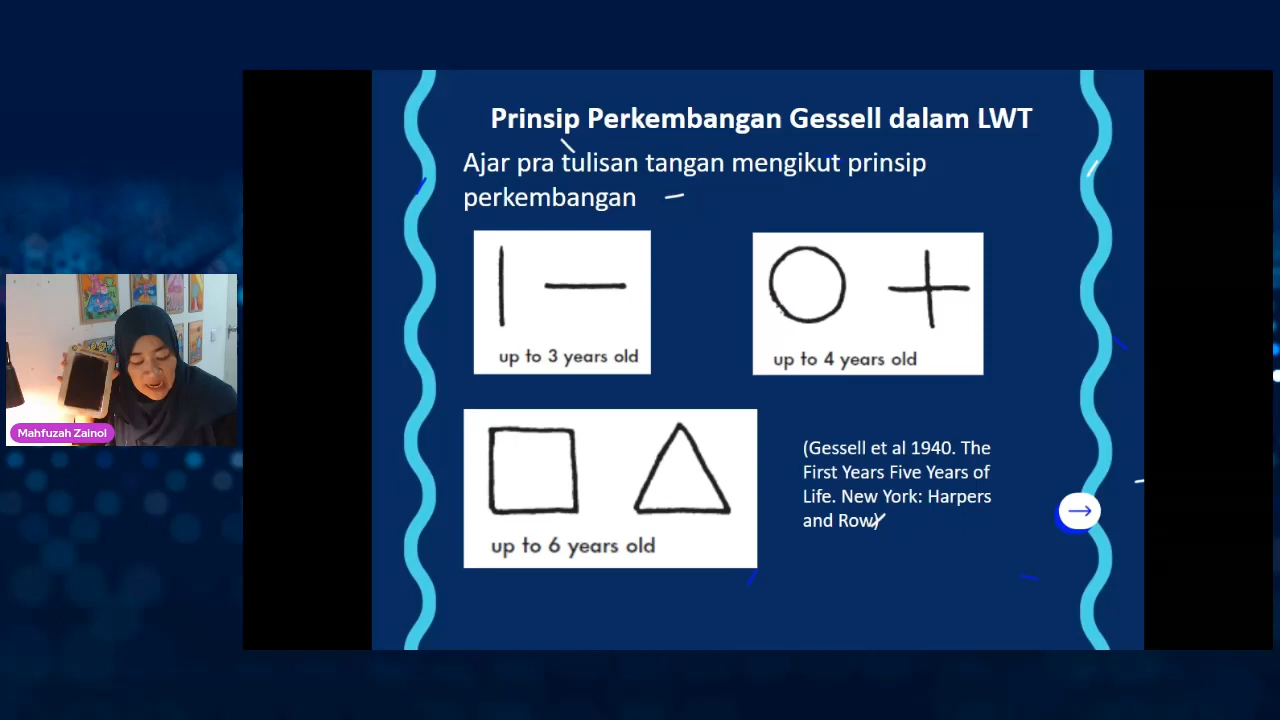 Prinsip Perkembangan Gessell dalam LWT
Ajar pra tulisan tangan mengikut prinsip
perkembangan
up to 3 years old
up to 4 years old
up to 6 years old
(Gessell et al 1940. The
First Years Five Years of
Life. New York: Harpers
and Row)
Mahfuzah Zainol